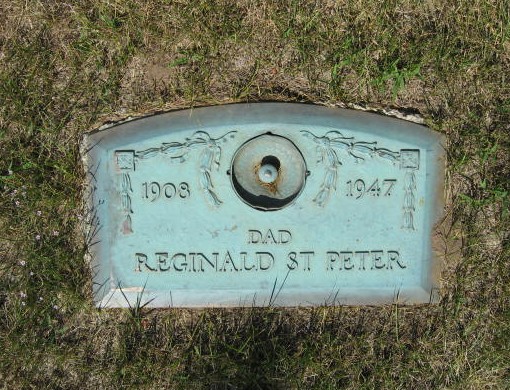 1908 1947
DAD
REGINALD ST PETER